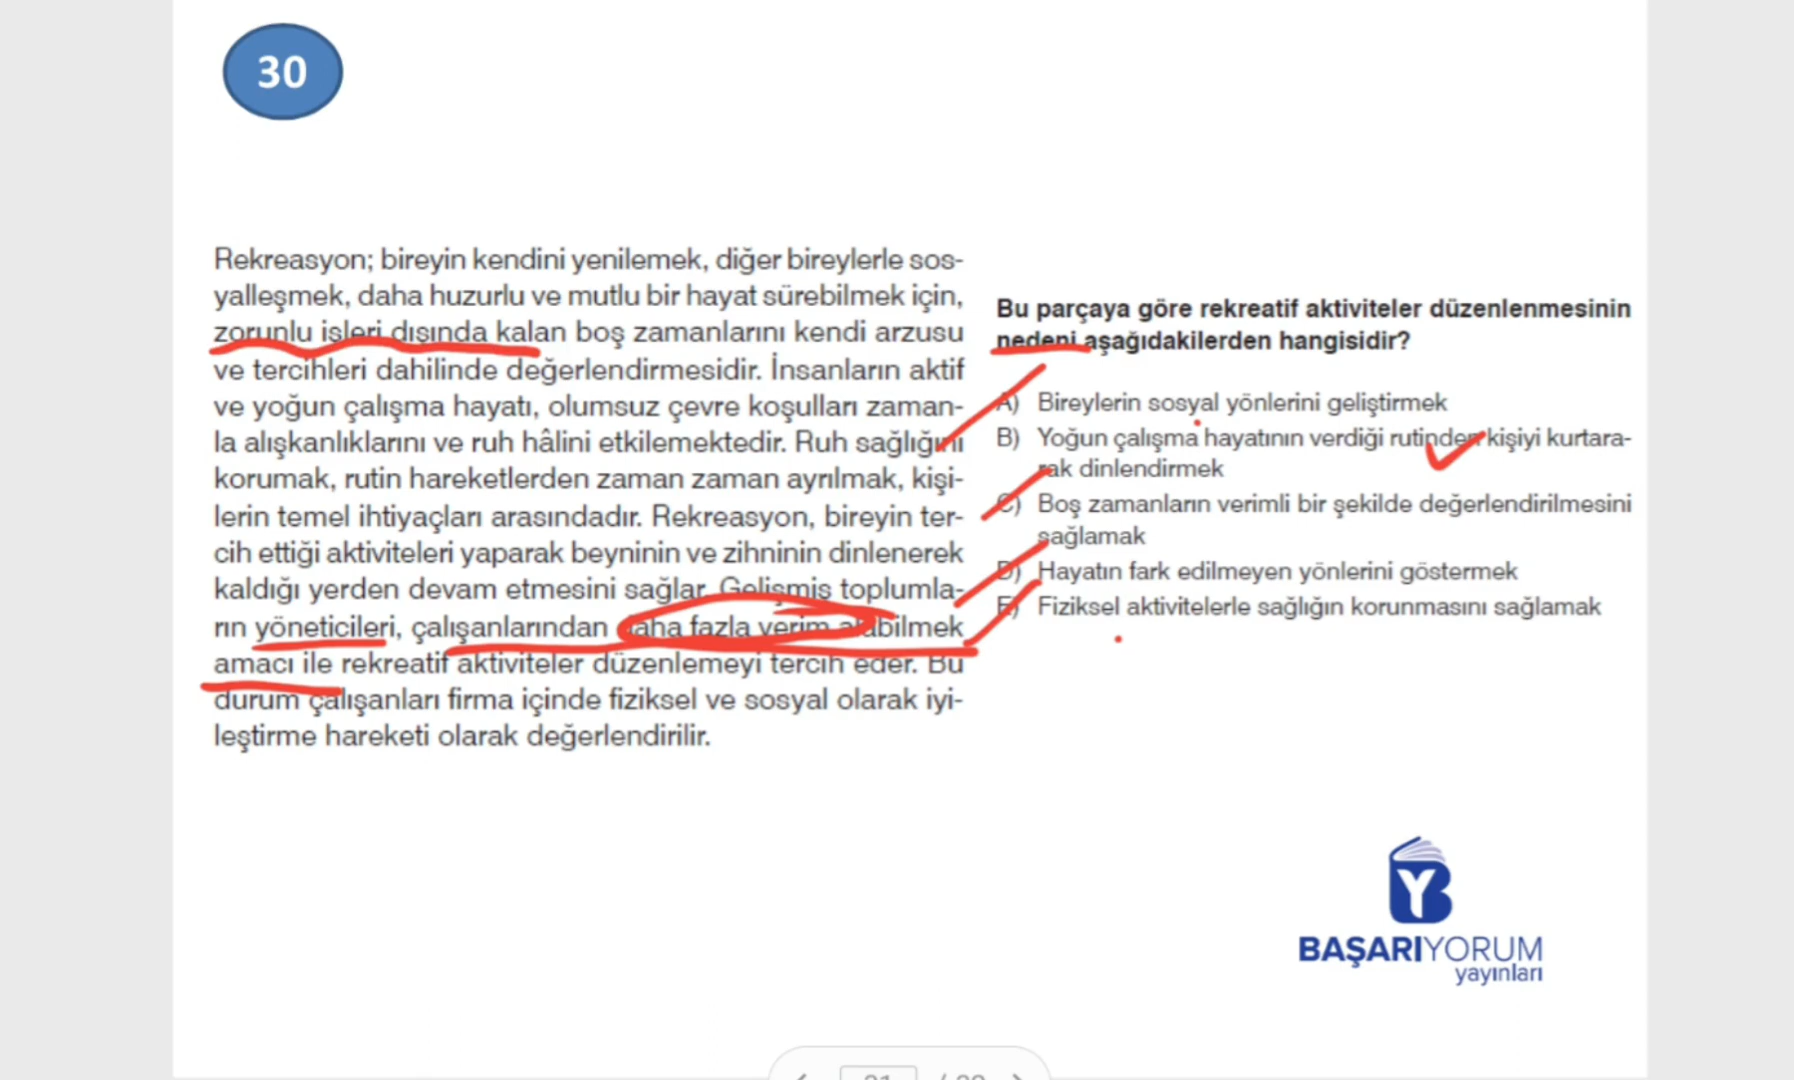 30
Rekreasyon; bireyin kendini yenilemek, diğer bireylerle sos-
yalleşmek, daha huzurlu ve mutlu bir hayat sürebilmek için,
zorunlu işleri dışında kalan boş zamanlarını kendi arzusu
ve tercihleri dahilinde değerlendirmesidir. İnsanların aktif
ve yoğun çalışma hayatı, olumsuz çevre koşulları zaman-
la alışkanlıklarını ve ruh hâlini etkilemektedir. Ruh sağlığını
korumak, rutin hareketlerden zaman zaman ayrılmak, kişi-
lerin temel ihtiyaçları arasındadır. Rekreasyon, bireyin ter-
cih ettiği aktiviteleri yaparak beyninin ve zihninin dinlenerek
kaldığı yerden devam etmesini sağlar. Gelişmiş toplumla-
rın yöneticileri, çalışanlarından daha fazla verim alabilmek
amacı ile rekreatif aktiviteler düzenlemeyi tercih eder. Bu
durum çalışanları firma içinde fiziksel ve sosyal olarak iyi-
leştirme hareketi olarak değerlendirilir.
Bu parçaya göre rekreatif aktiviteler düzenlenmesinin
nedeni aşağıdakilerden hangisidir?
A) Bireylerin sosyal yönlerini geliştirmek
B) Yoğun çalışma hayatının verdiği rutinden kişiyi kurtara-
rak dinlendirmek
C) Boş zamanların verimli bir şekilde değerlendirilmesini
sağlamak
D) Hayatın fark edilmeyen yönlerini göstermek
E) Fiziksel aktivitelerle sağlığın korunmasını sağlamak
BAŞARIYORUM
yayınları